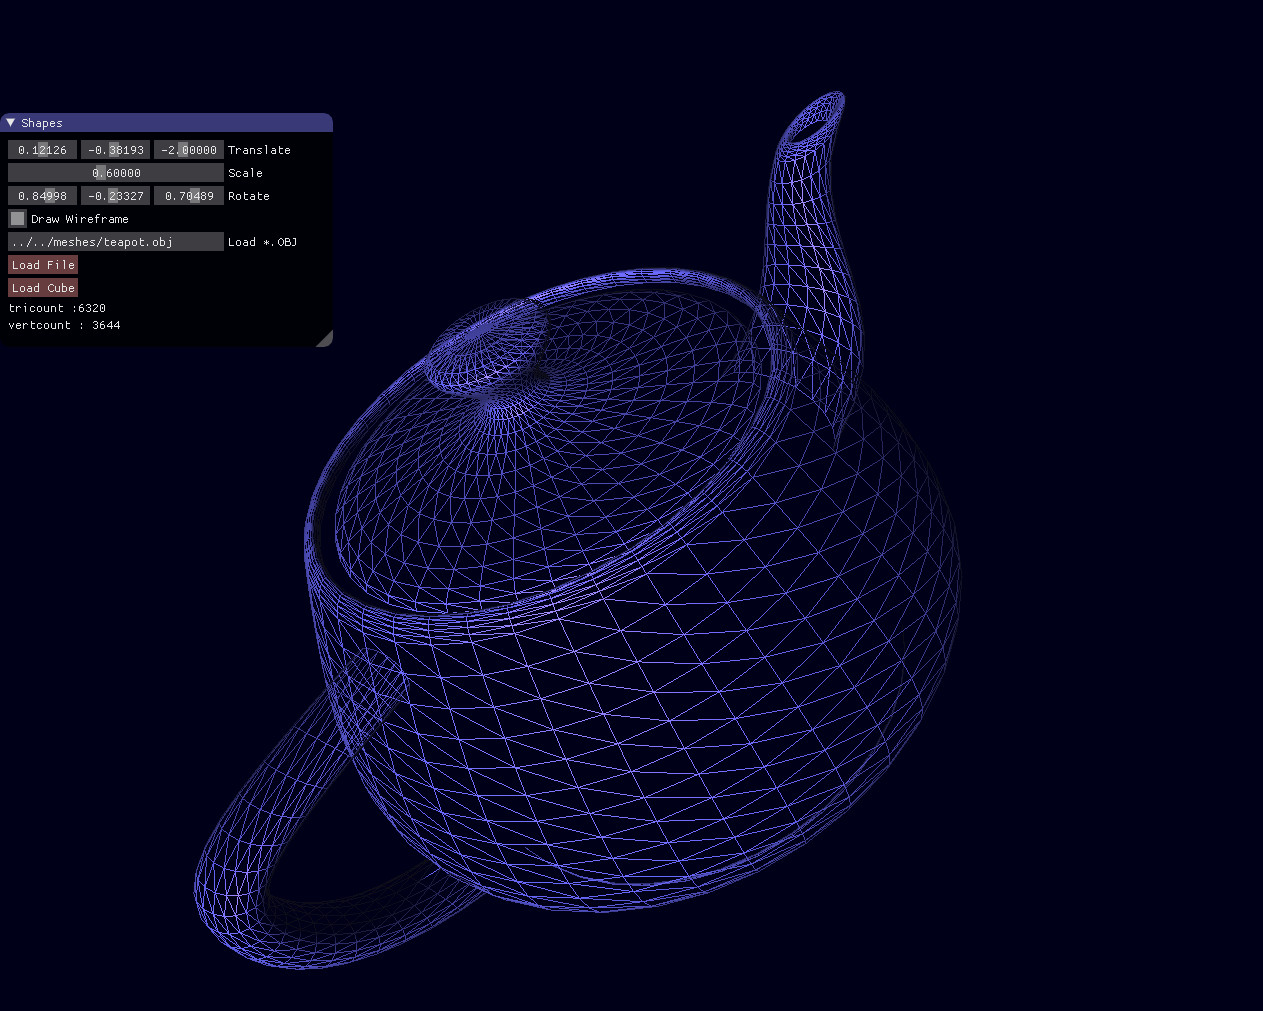 Shapes
0.12126 -0.38193 -2.00000 Translate
0.60000 Scale
0.84998 -0.23327 0.70489 Rotate
Draw Wireframe
../../meshes/teapot.obj Load *.OBJ
Load File
Load Cube
tricount :6320
vertcount : 3644